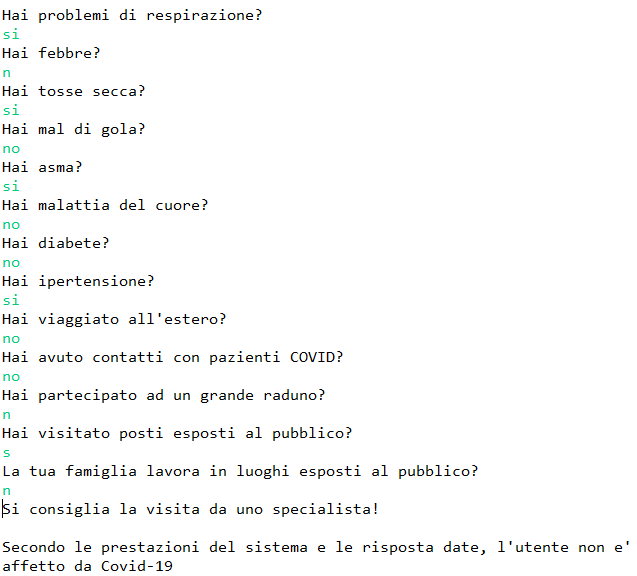 Hai problemi di respirazione?
si
Hai febbre?
n
Hai tosse secca?
si
Hai mal di gola?
no
Hai asma?
si
Hai malattia del cuore?
no
Hai diabete?
no
Hai ipertensione?
si
Hai viaggiato all'estero?
no
Hai avuto contatti con pazienti COVID?
no
Hai partecipato ad un grande raduno?
n
Hai visitato posti esposti al pubblico?
s
La tua famiglia lavora in luoghi esposti al pubblico?
n
Si consiglia la visita da uno specialista!
Secondo le prestazioni del sistema e le risposta date, l'utente non e'
affetto da Covid-19